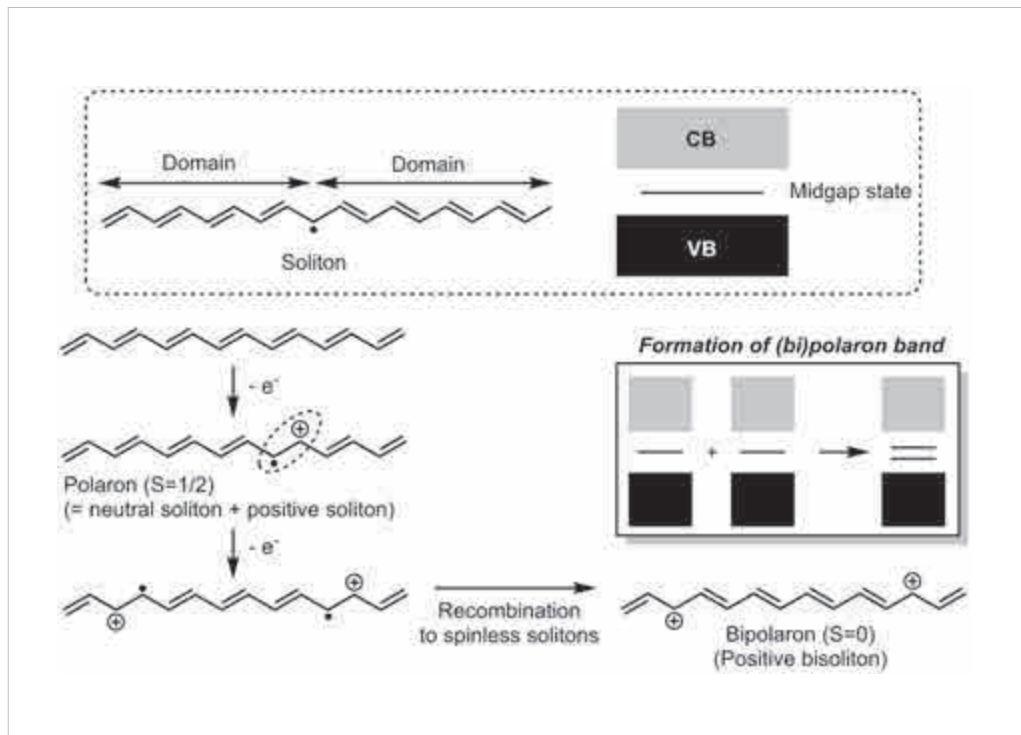 Domain
Domain
Soliton
CB
Midgap state
VB
- e-
Polaron (S=1/2)
(= neutral soliton + positive soliton)
- e-
Formation of (bi)polaron band
+
Recombination
to spinless solitons
Bipolaron (S=0)
(Positive bisoliton)